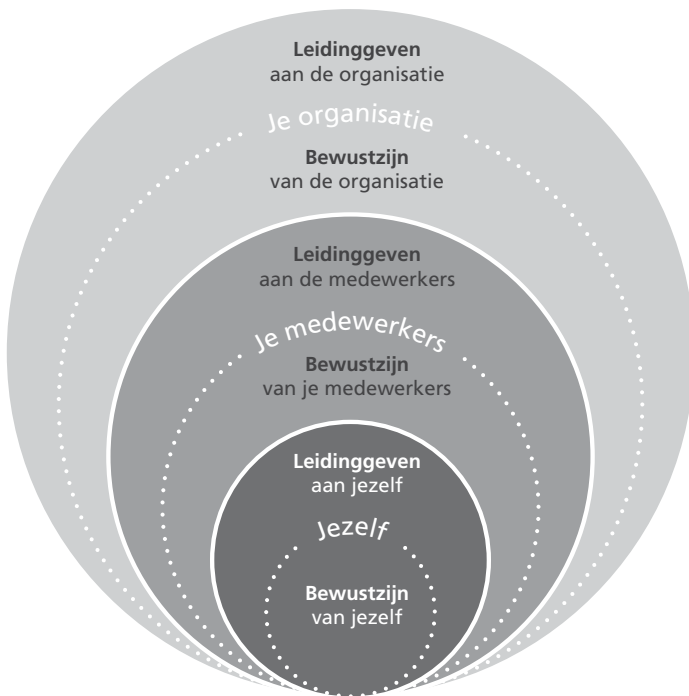 Leidinggeven
aan de organisatie
Je organisatie
Bewustzijn
van de organisatie
Leidinggeven
aan de medewerkers
Je medewerkers
Bewustzijn
van je medewerkers
Leidinggeven
aan jezelf
Jezelf
Bewustzijn
van jezelf